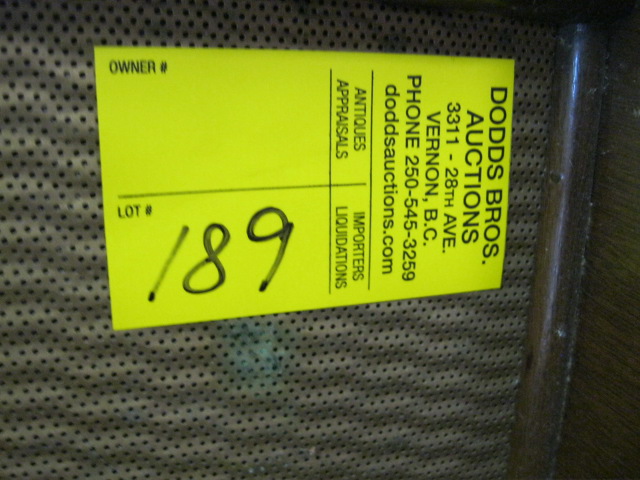 DODDS BROS.
AUCTIONS
3311 - 28TH AVE.
VERNON, B.C.
PHONE 250-545-3259
doddsauctions.com
ANTIQUES IMPORTERS
APPRAISALS LIQUIDATIONS
OWNER #
LOT #
189